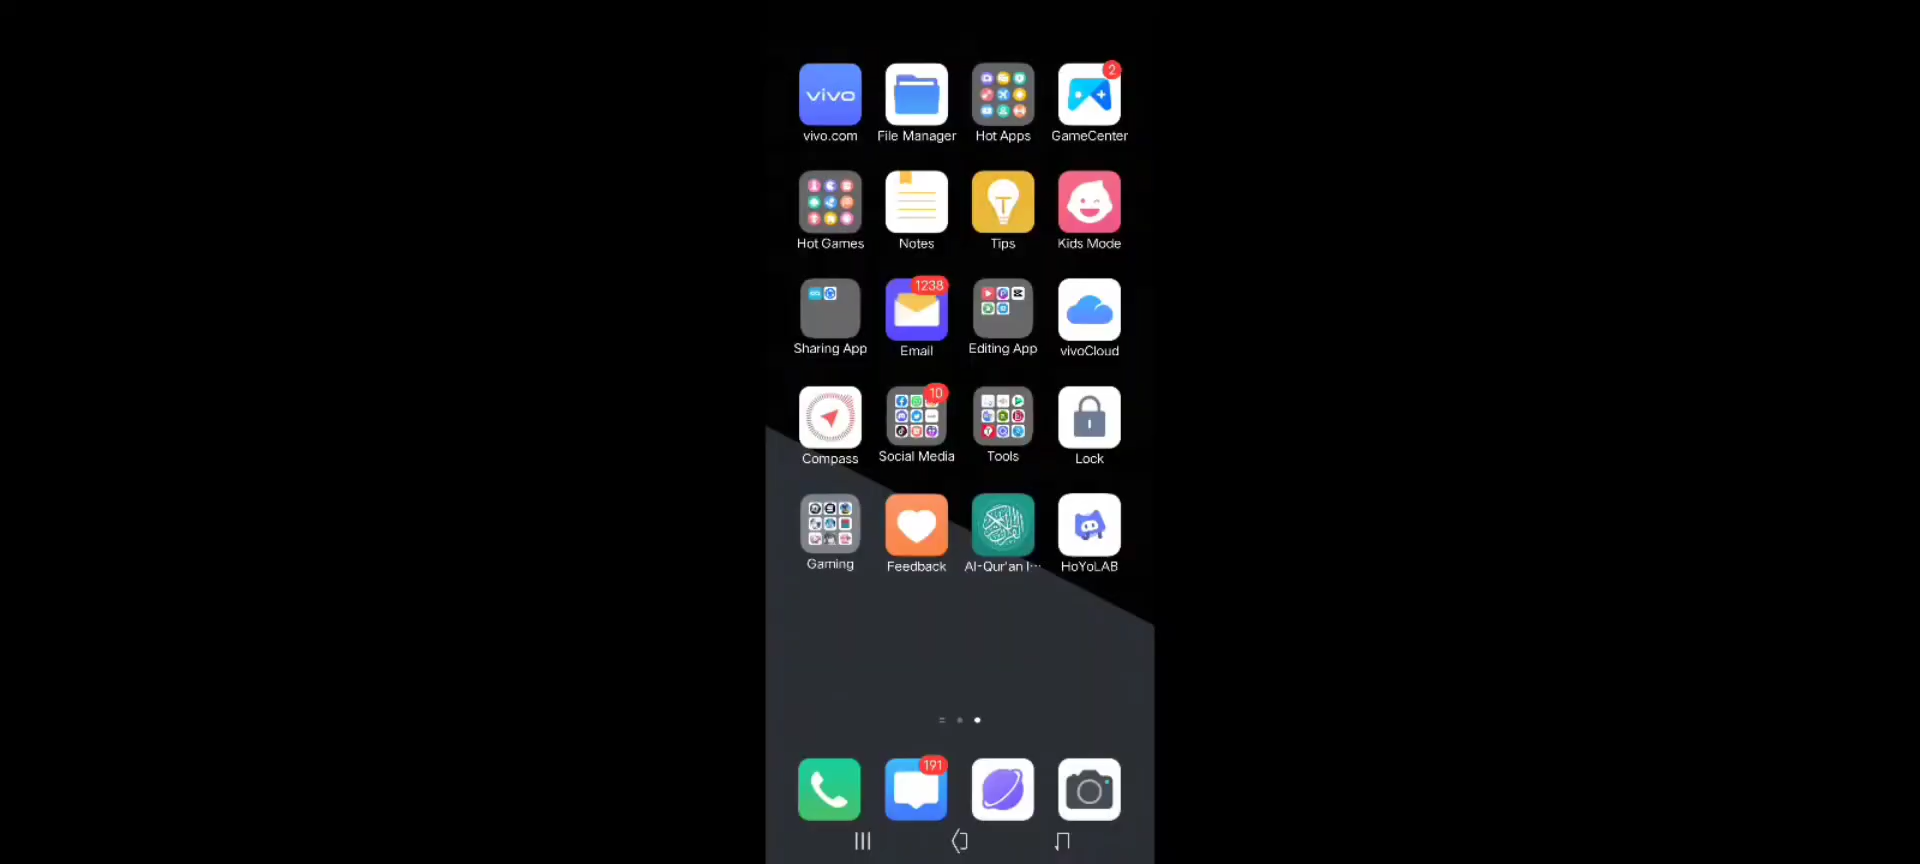 vivo
2
vivo.com File Manager Hot Apps GameCenter
Hot Games Notes Tips Kids Mode
1238
Sharing App Email Editing App vivoCloud
10
Compass Social Media Tools Lock
Gaming Feedback Al-Qur'an I... HoYoLAB
191